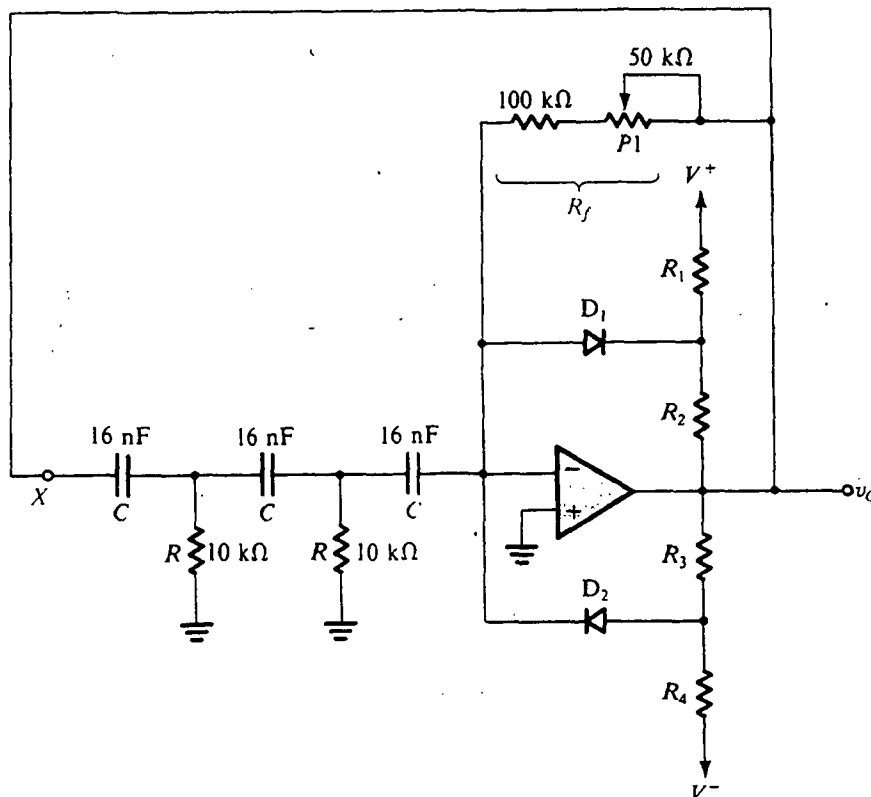 50 kΩ
100 kΩ
P1
R_f
V⁺
R₁
D₁
R₂
16 nF 16 nF 16 nF
X C C C
− + 
R 10 kΩ R 10 kΩ
R₃
D₂
R₄
V⁻